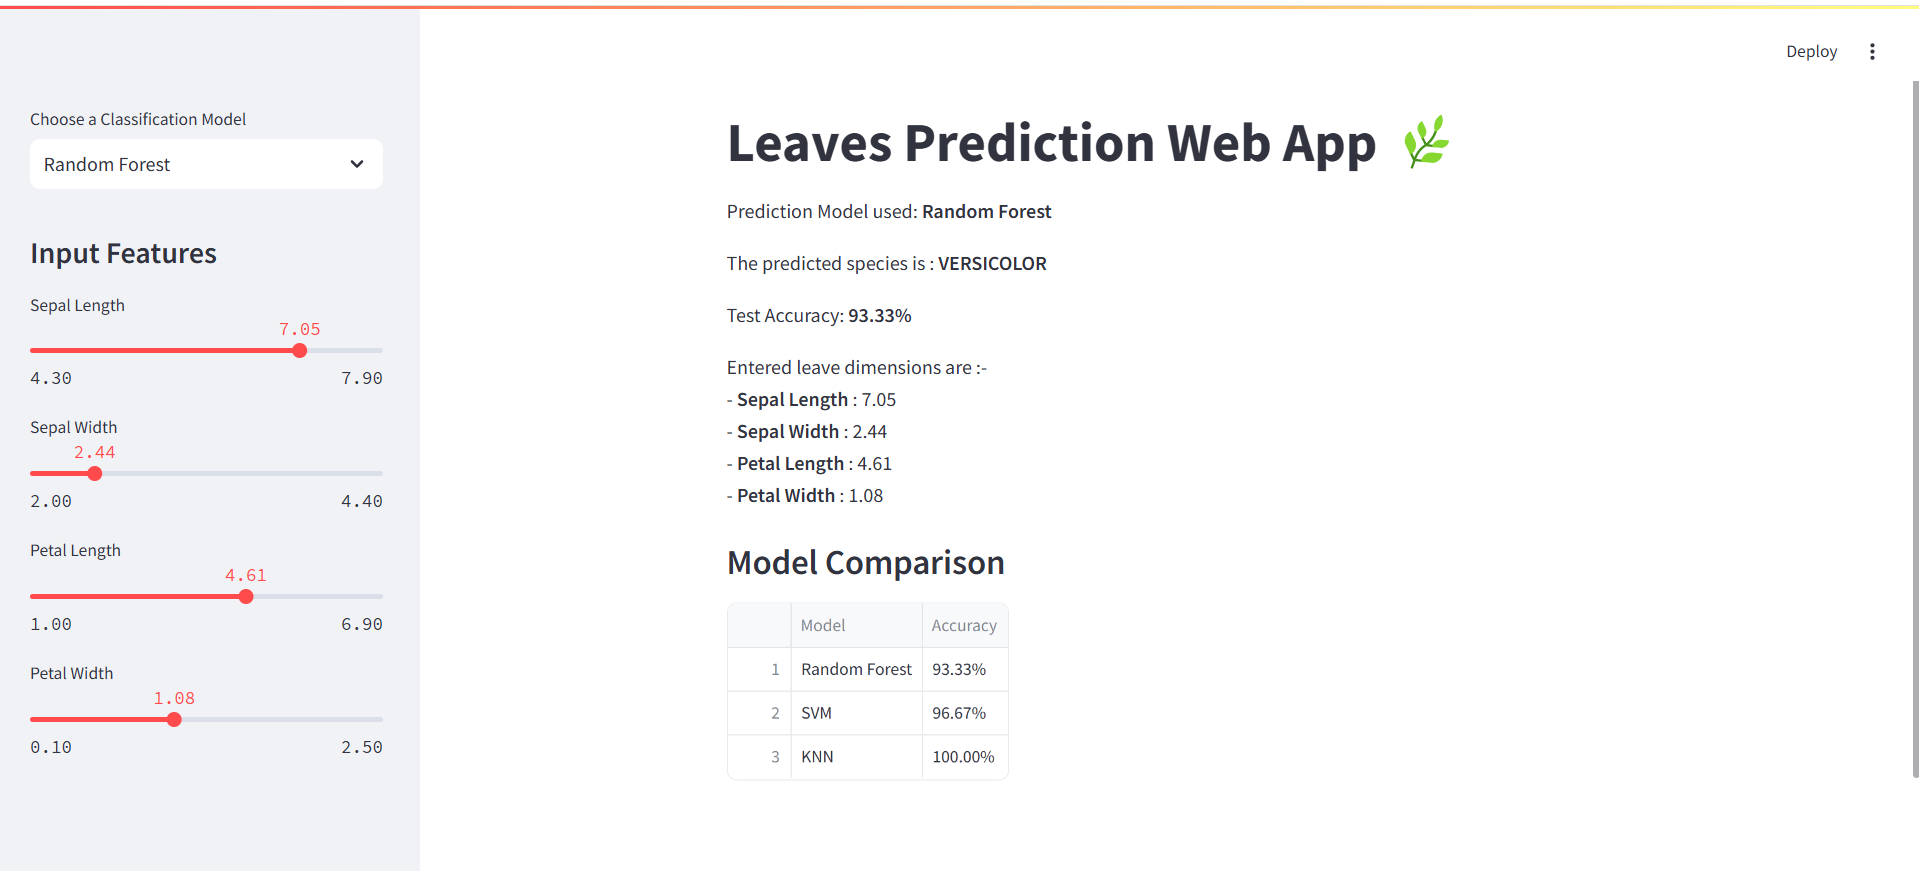 Deploy
Choose a Classification Model
Random Forest
Input Features
Sepal Length
7.05
4.30 7.90
Sepal Width
2.44
2.00 4.40
Petal Length
4.61
1.00 6.90
Petal Width
1.08
0.10 2.50
Leaves Prediction Web App
Prediction Model used: Random Forest
The predicted species is : VERSICOLOR
Test Accuracy: 93.33%
Entered leave dimensions are :-
- Sepal Length : 7.05
- Sepal Width : 2.44
- Petal Length : 4.61
- Petal Width : 1.08
Model Comparison
Model Accuracy
1 Random Forest 93.33%
2 SVM 96.67%
3 KNN 100.00%